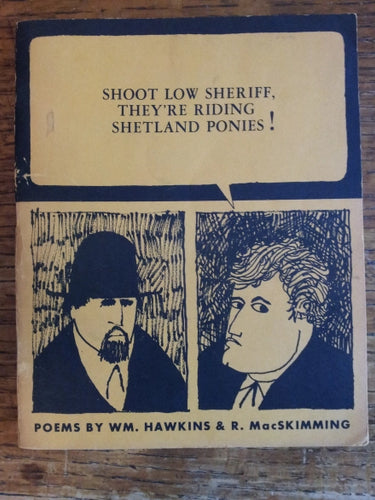 SHOOT LOW SHERIFF,
THEY'RE RIDING
SHETLAND PONIES!
POEMS BY WM. HAWKINS & R. MacSKIMMING